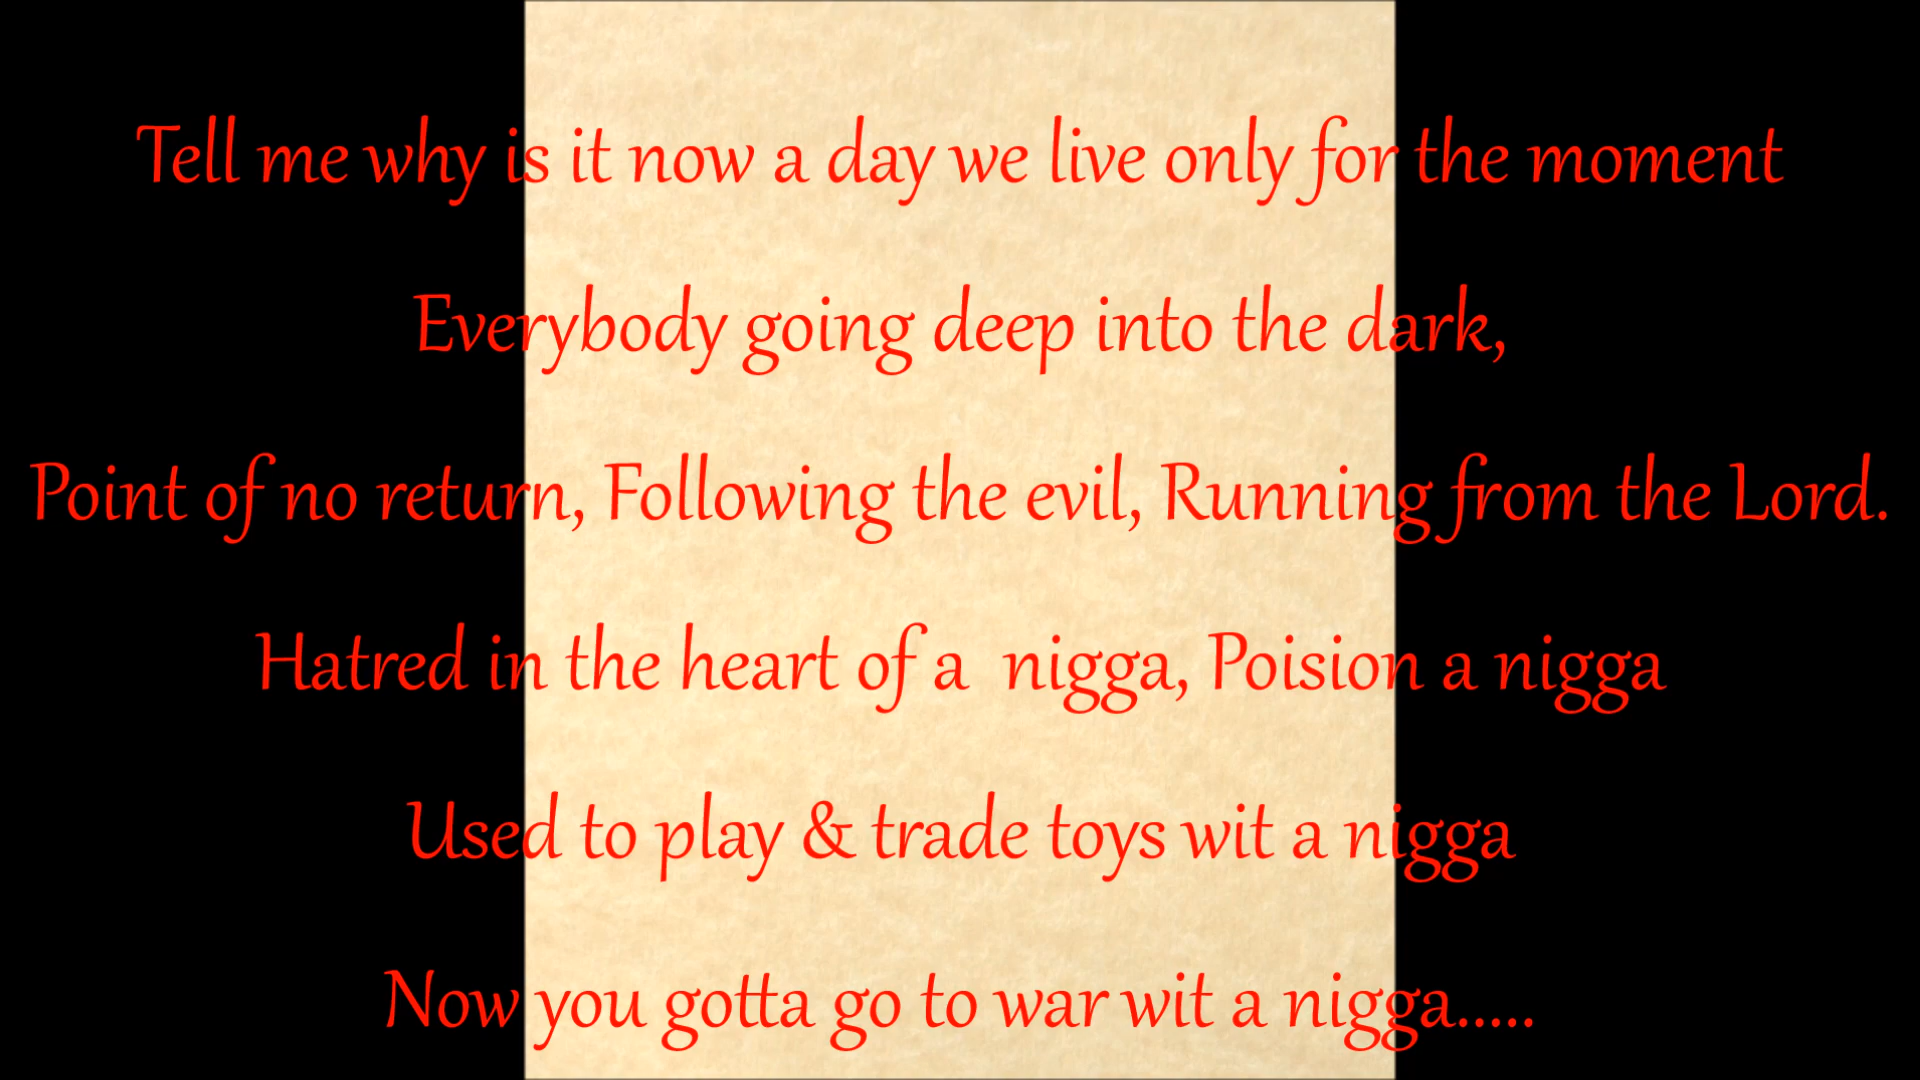 Tell me why is it now a day we live only for the moment
Everybody going deep into the dark,
Point of no return, Following the evil, Running from the Lord.
Hatred in the heart of a  nigga, Poision a nigga
Used to play & trade toys wit a nigga
Now you gotta go to war wit a nigga.....